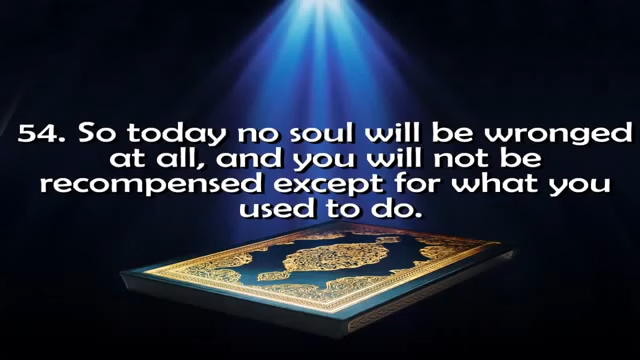 54. So today no soul will be wronged
at all, and you will not be
recompensed except for what you
used to do.